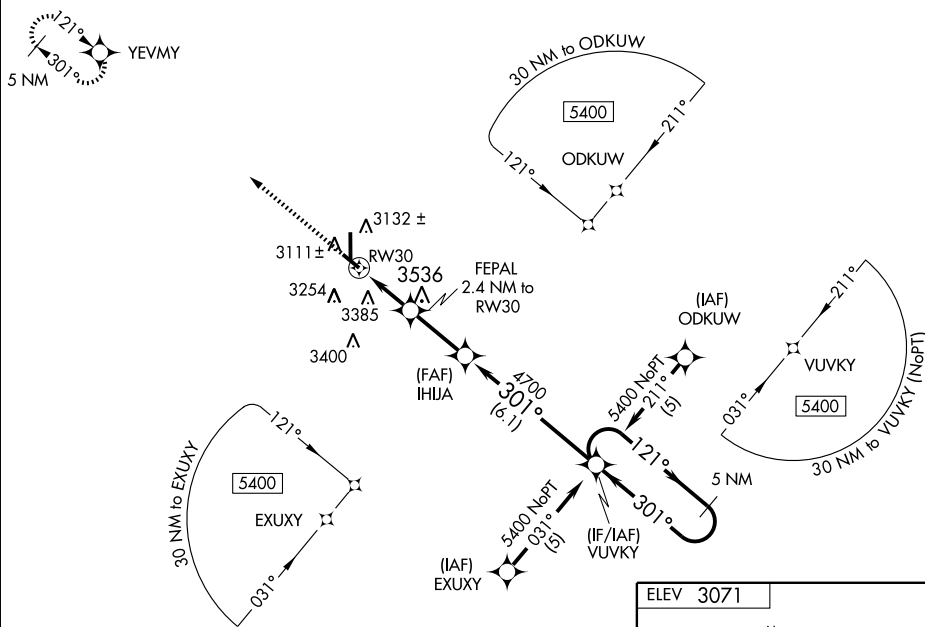 121°
301°
YEVMY
5 NM
30 NM to ODKUW
5400
211°
ODKUW
121°
3132 ±
3111 ±
RW30
3536
FEPAL
2.4 NM to
RW30
3254
3385
3400
(FAF)
IHIJA
4700
301°
(6.1)
(IAF)
ODKUW
5400 NoPT
211°
(5)
211°
VUVKY
031°
5400
30 NM to VUVKY (NoPT)
121°
5 NM
301°
(IF/IAF)
VUVKY
5400 NoPT
031°
(5)
(IAF)
EXUXY
30 NM to EXUXY
121°
5400
EXUXY
031°
ELEV 3071